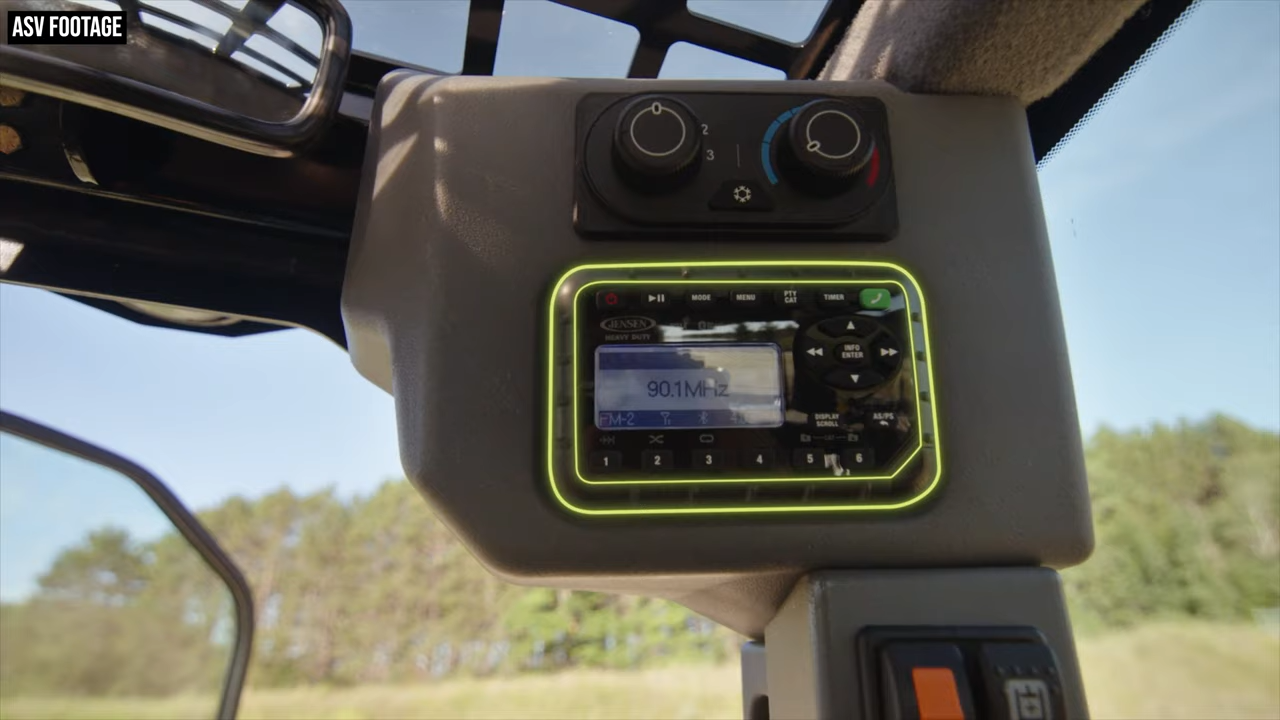 ASV FOOTAGE
0
2
3
MODE
MENU
PTY
CAT
TIMER
JENSEN
HEAVY DUTY
INFO
ENTER
90.1MHz
FM-2
DISPLAY
SCROLL
AS/PS
1
2
3
4
5
6